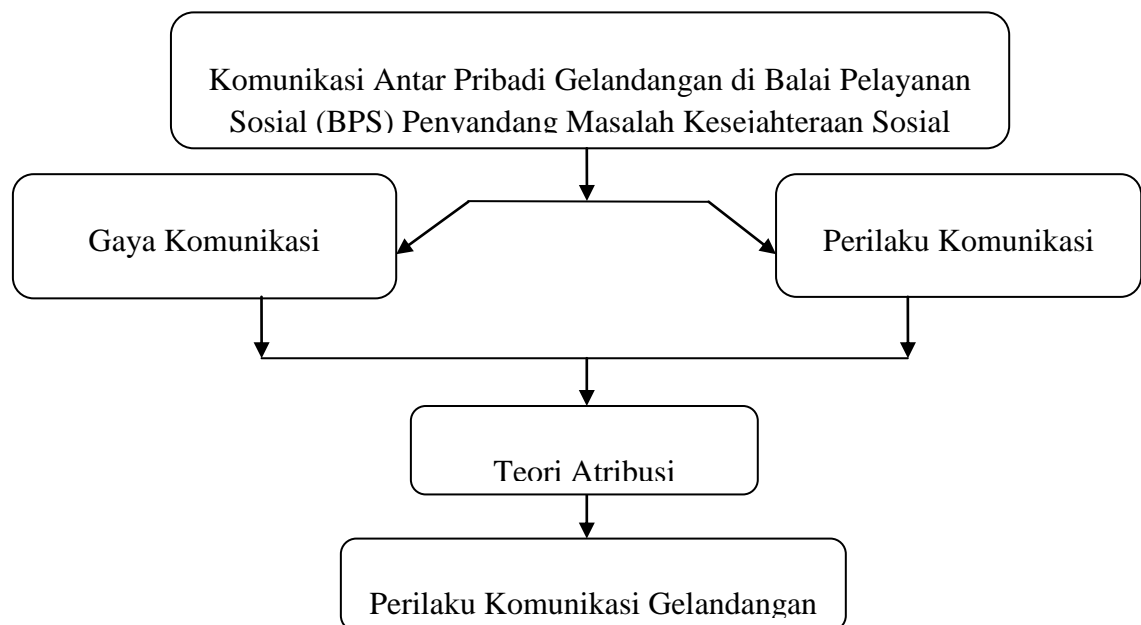 Komunikasi Antar Pribadi Gelandangan di Balai Pelayanan
Sosial (BPS) Penyandang Masalah Kesejahteraan Sosial
Gaya Komunikasi
Perilaku Komunikasi
Teori Atribusi
Perilaku Komunikasi Gelandangan